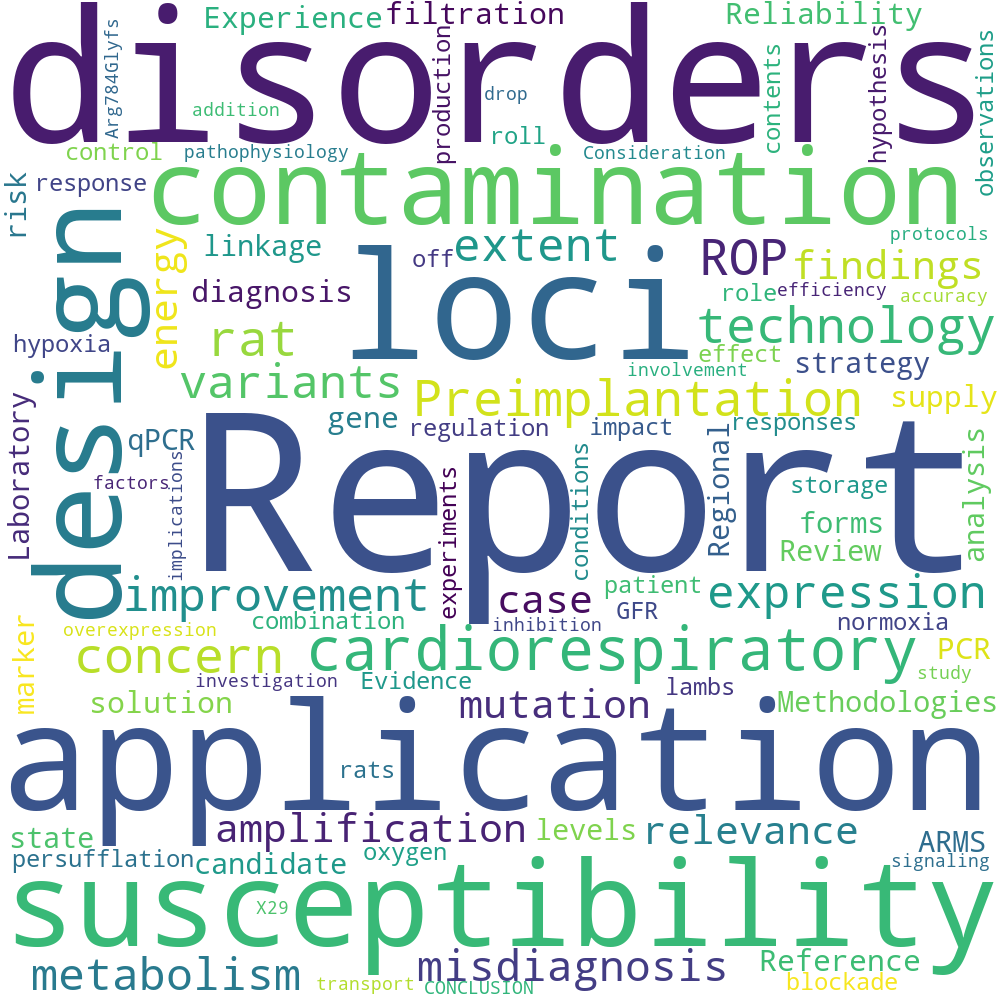 Experience
filtration
Reliability
disorders
Arg784Glyfs
production
drop
contents
hypothesis
observations
addition
roll
control
pathophysiology
Consideration
risk
response
contamination
design
energy
linkage
off
extent
ROP
protocols
findings
diagnosis
loci
role
efficiency
accuracy
hypoxia
rat
technology
effect
strategy
involvement
variants
Preimplantation
supply
Laboratory
qPCR
gene
regulation
impact
responses
Regional
analysis
factors
implications
Report
experiments
conditions
storage
forms
Review
improvement
case
patient
expression
GFR
combination
inhibition
normoxia
marker
overexpression
concern
cardiorespiratory
PCR
study
investigation
Evidence
lambs
solution
mutation
Methodologies
application
rats
state
amplification
levels
relevance
ARMS
persufflation
candidate
oxygen
signaling
susceptibility
X29
metabolism
misdiagnosis
Reference
transport
CONCLUSION
blockade